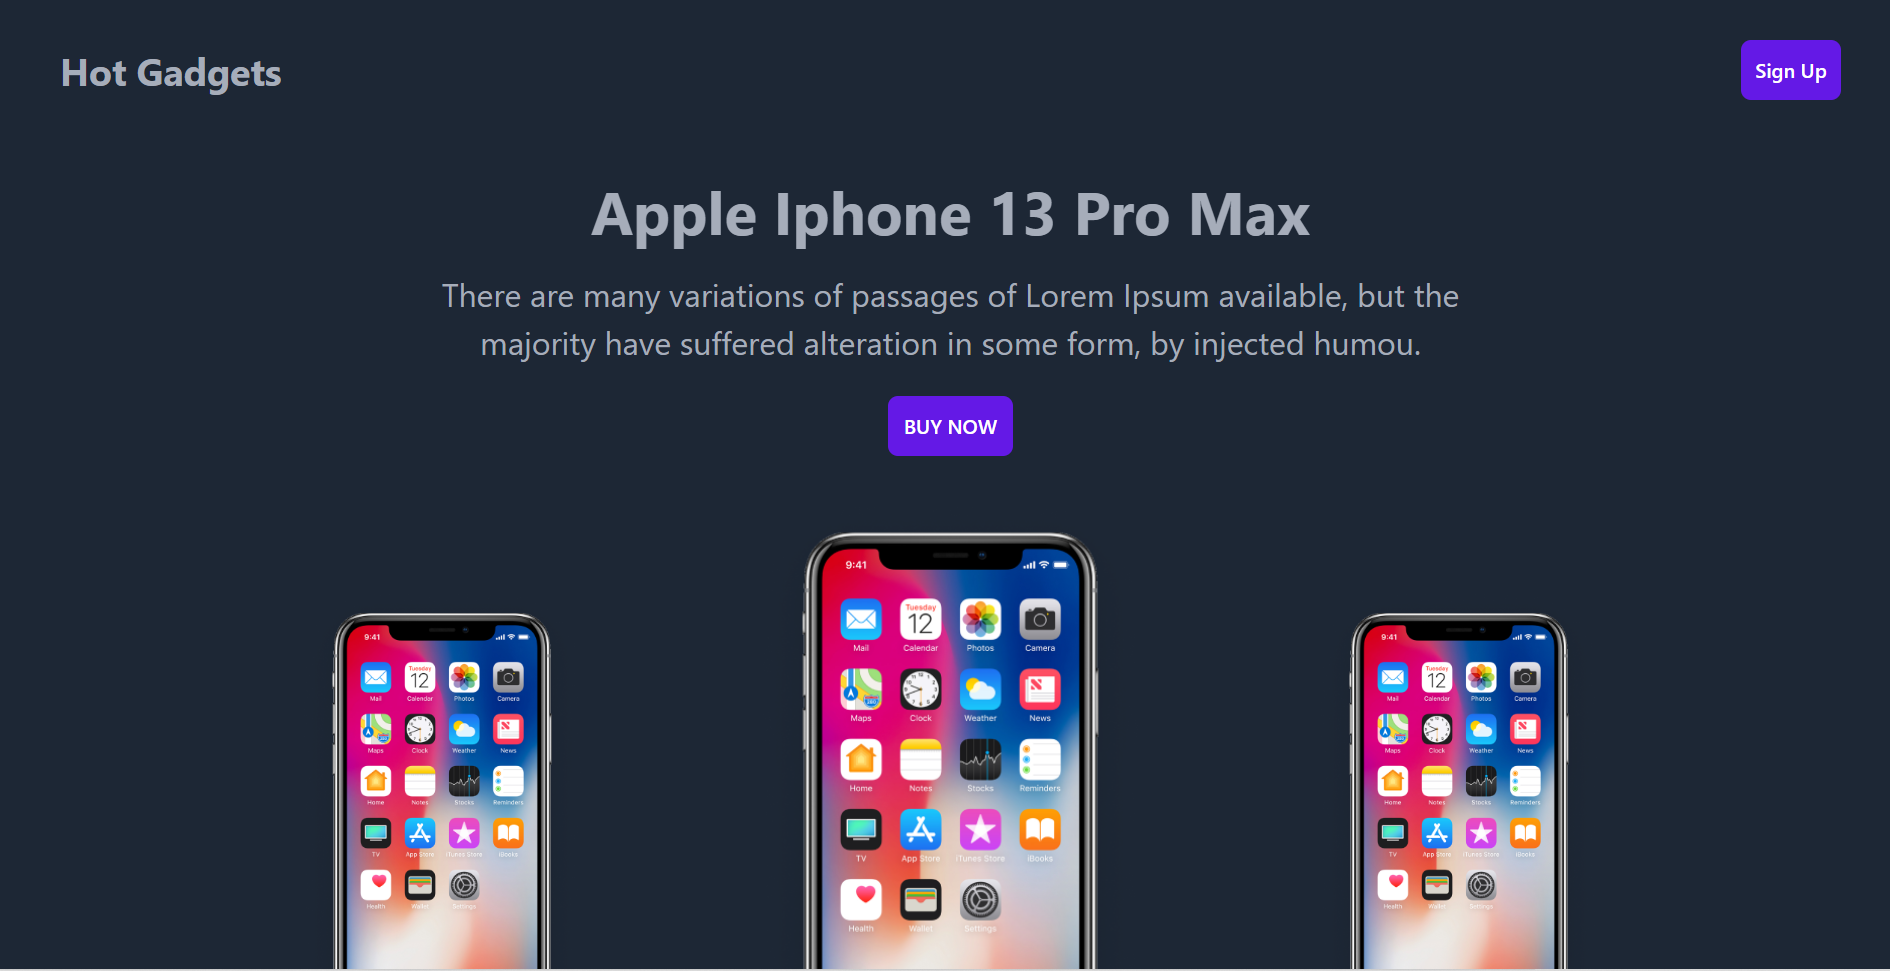 Hot Gadgets
Sign Up
Apple Iphone 13 Pro Max
There are many variations of passages of Lorem Ipsum available, but the
majority have suffered alteration in some form, by injected humou.
BUY NOW
9:41
Tuesday
12
Mail Calendar Photos Camera
Maps Clock Weather News
Home Notes Stocks Reminders
TV App Store iTunes Store iBooks
Health Wallet Settings
9:41
Tuesday
12
Mail Calendar Photos Camera
Maps Clock Weather News
Home Notes Stocks Reminders
TV App Store iTunes Store iBooks
Health Wallet Settings
9:41
Tuesday
12
Mail Calendar Photos Camera
Maps Clock Weather News
Home Notes Stocks Reminders
TV App Store iTunes Store iBooks
Health Wallet Settings